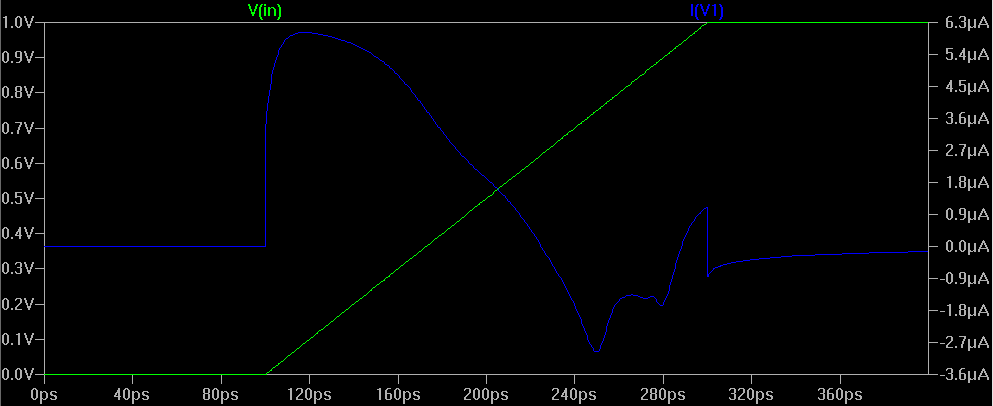 V(in) I(V1)
1.0V 6.3µA
0.9V 5.4µA
0.8V 4.5µA
0.7V 3.6µA
0.6V 2.7µA
0.5V 1.8µA
0.4V 0.9µA
0.3V 0.0µA
0.2V -0.9µA
0.1V -1.8µA
0.0V -2.7µA
-3.6µA
0ps 40ps 80ps 120ps 160ps 200ps 240ps 280ps 320ps 360ps